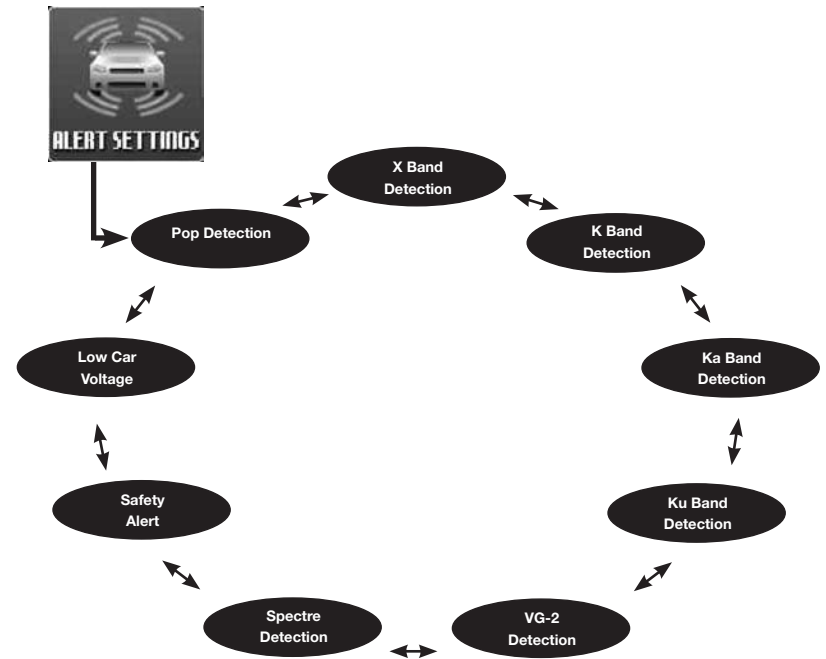 ALERT SETTINGS
X Band
Detection
Pop Detection
K Band
Detection
Low Car
Voltage
Ka Band
Detection
Safety
Alert
Ku Band
Detection
Spectre
Detection
VG-2
Detection